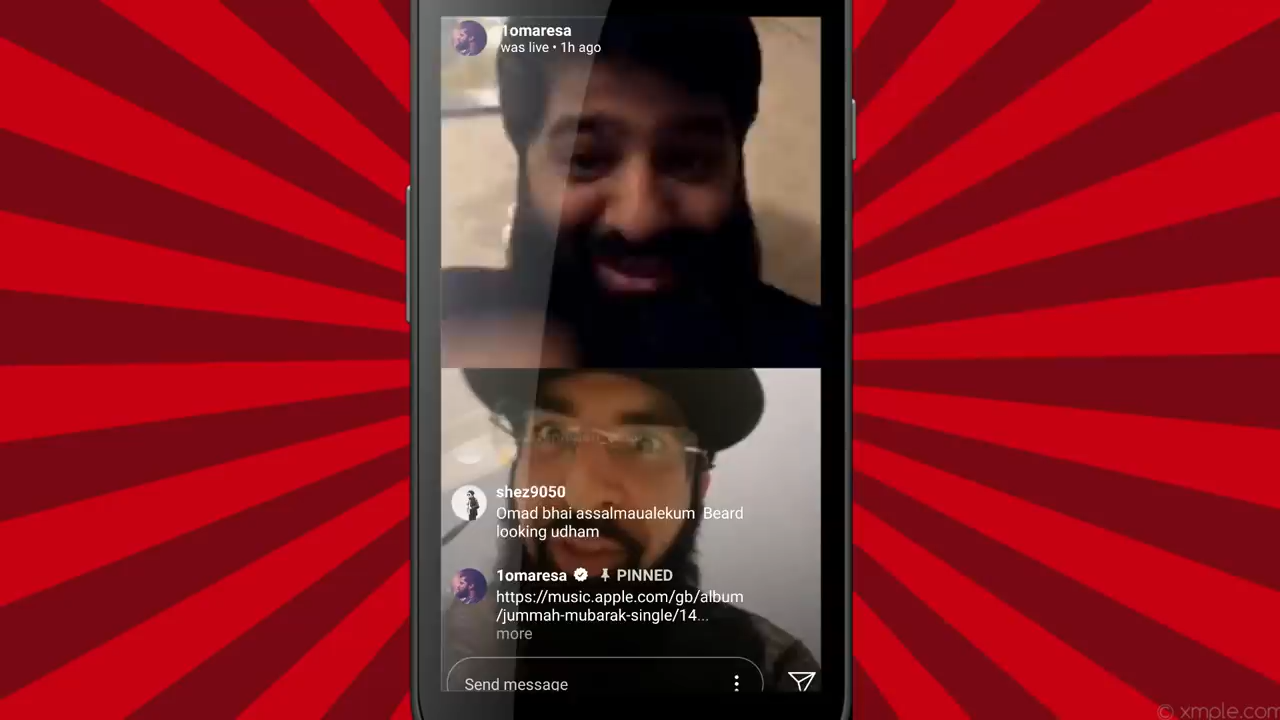 1omaresa
was live • 1h ago
shez9050
Omad bhai assalmaualekum Beard
looking udham
1omaresa PINNED
https://music.apple.com/gb/album
/jummah-mubarak-single/14...
more
Send message
© xmple.com